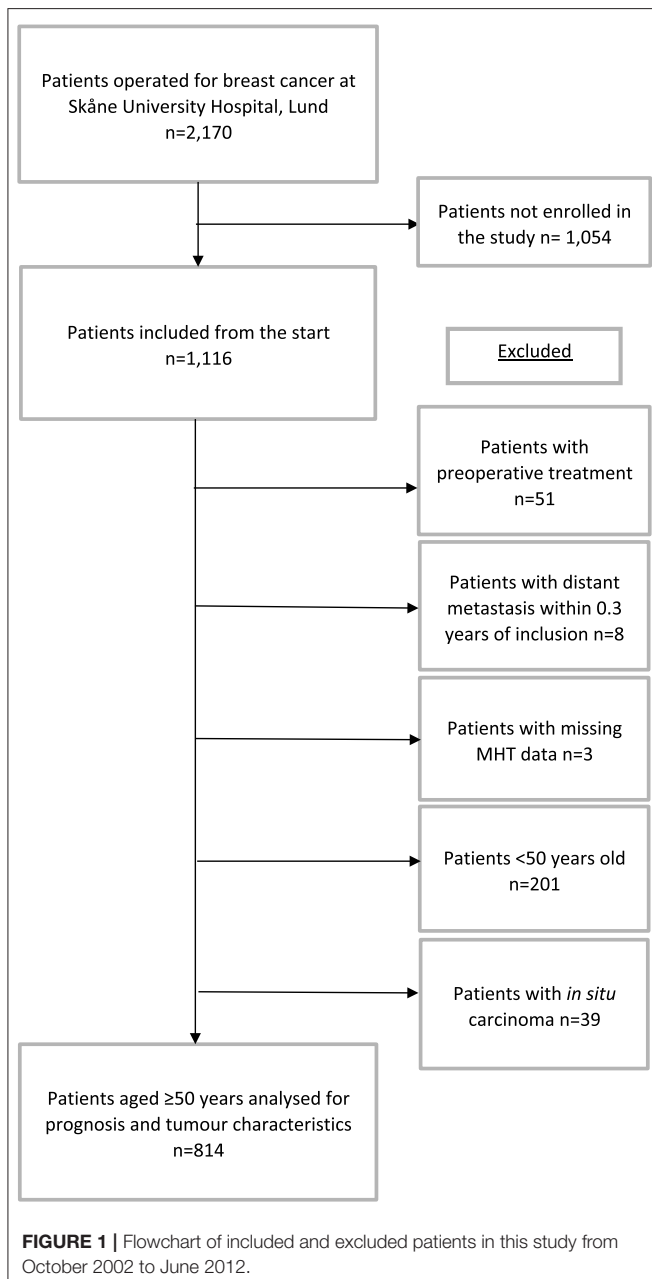 Patients operated for breast cancer at
Skåne University Hospital, Lund
n=2,170
Patients not enrolled in
the study n= 1,054
Patients included from the start
n=1,116
Excluded
Patients with
preoperative treatment
n=51
Patients with distant
metastasis within 0.3
years of inclusion n=8
Patients with missing
MHT data n=3
Patients <50 years old
n=201
Patients with in situ
carcinoma n=39
Patients aged ≥50 years analysed for
prognosis and tumour characteristics
n=814
FIGURE 1 | Flowchart of included and excluded patients in this study from
October 2002 to June 2012.